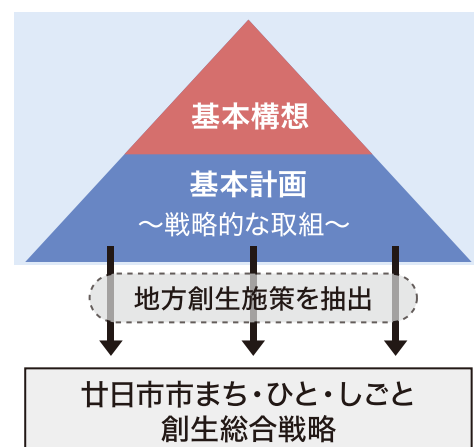 基本構想
基本計画
～戦略的な取組～
地方創生施策を抽出
廿日市市まち・ひと・しごと
創生総合戦略